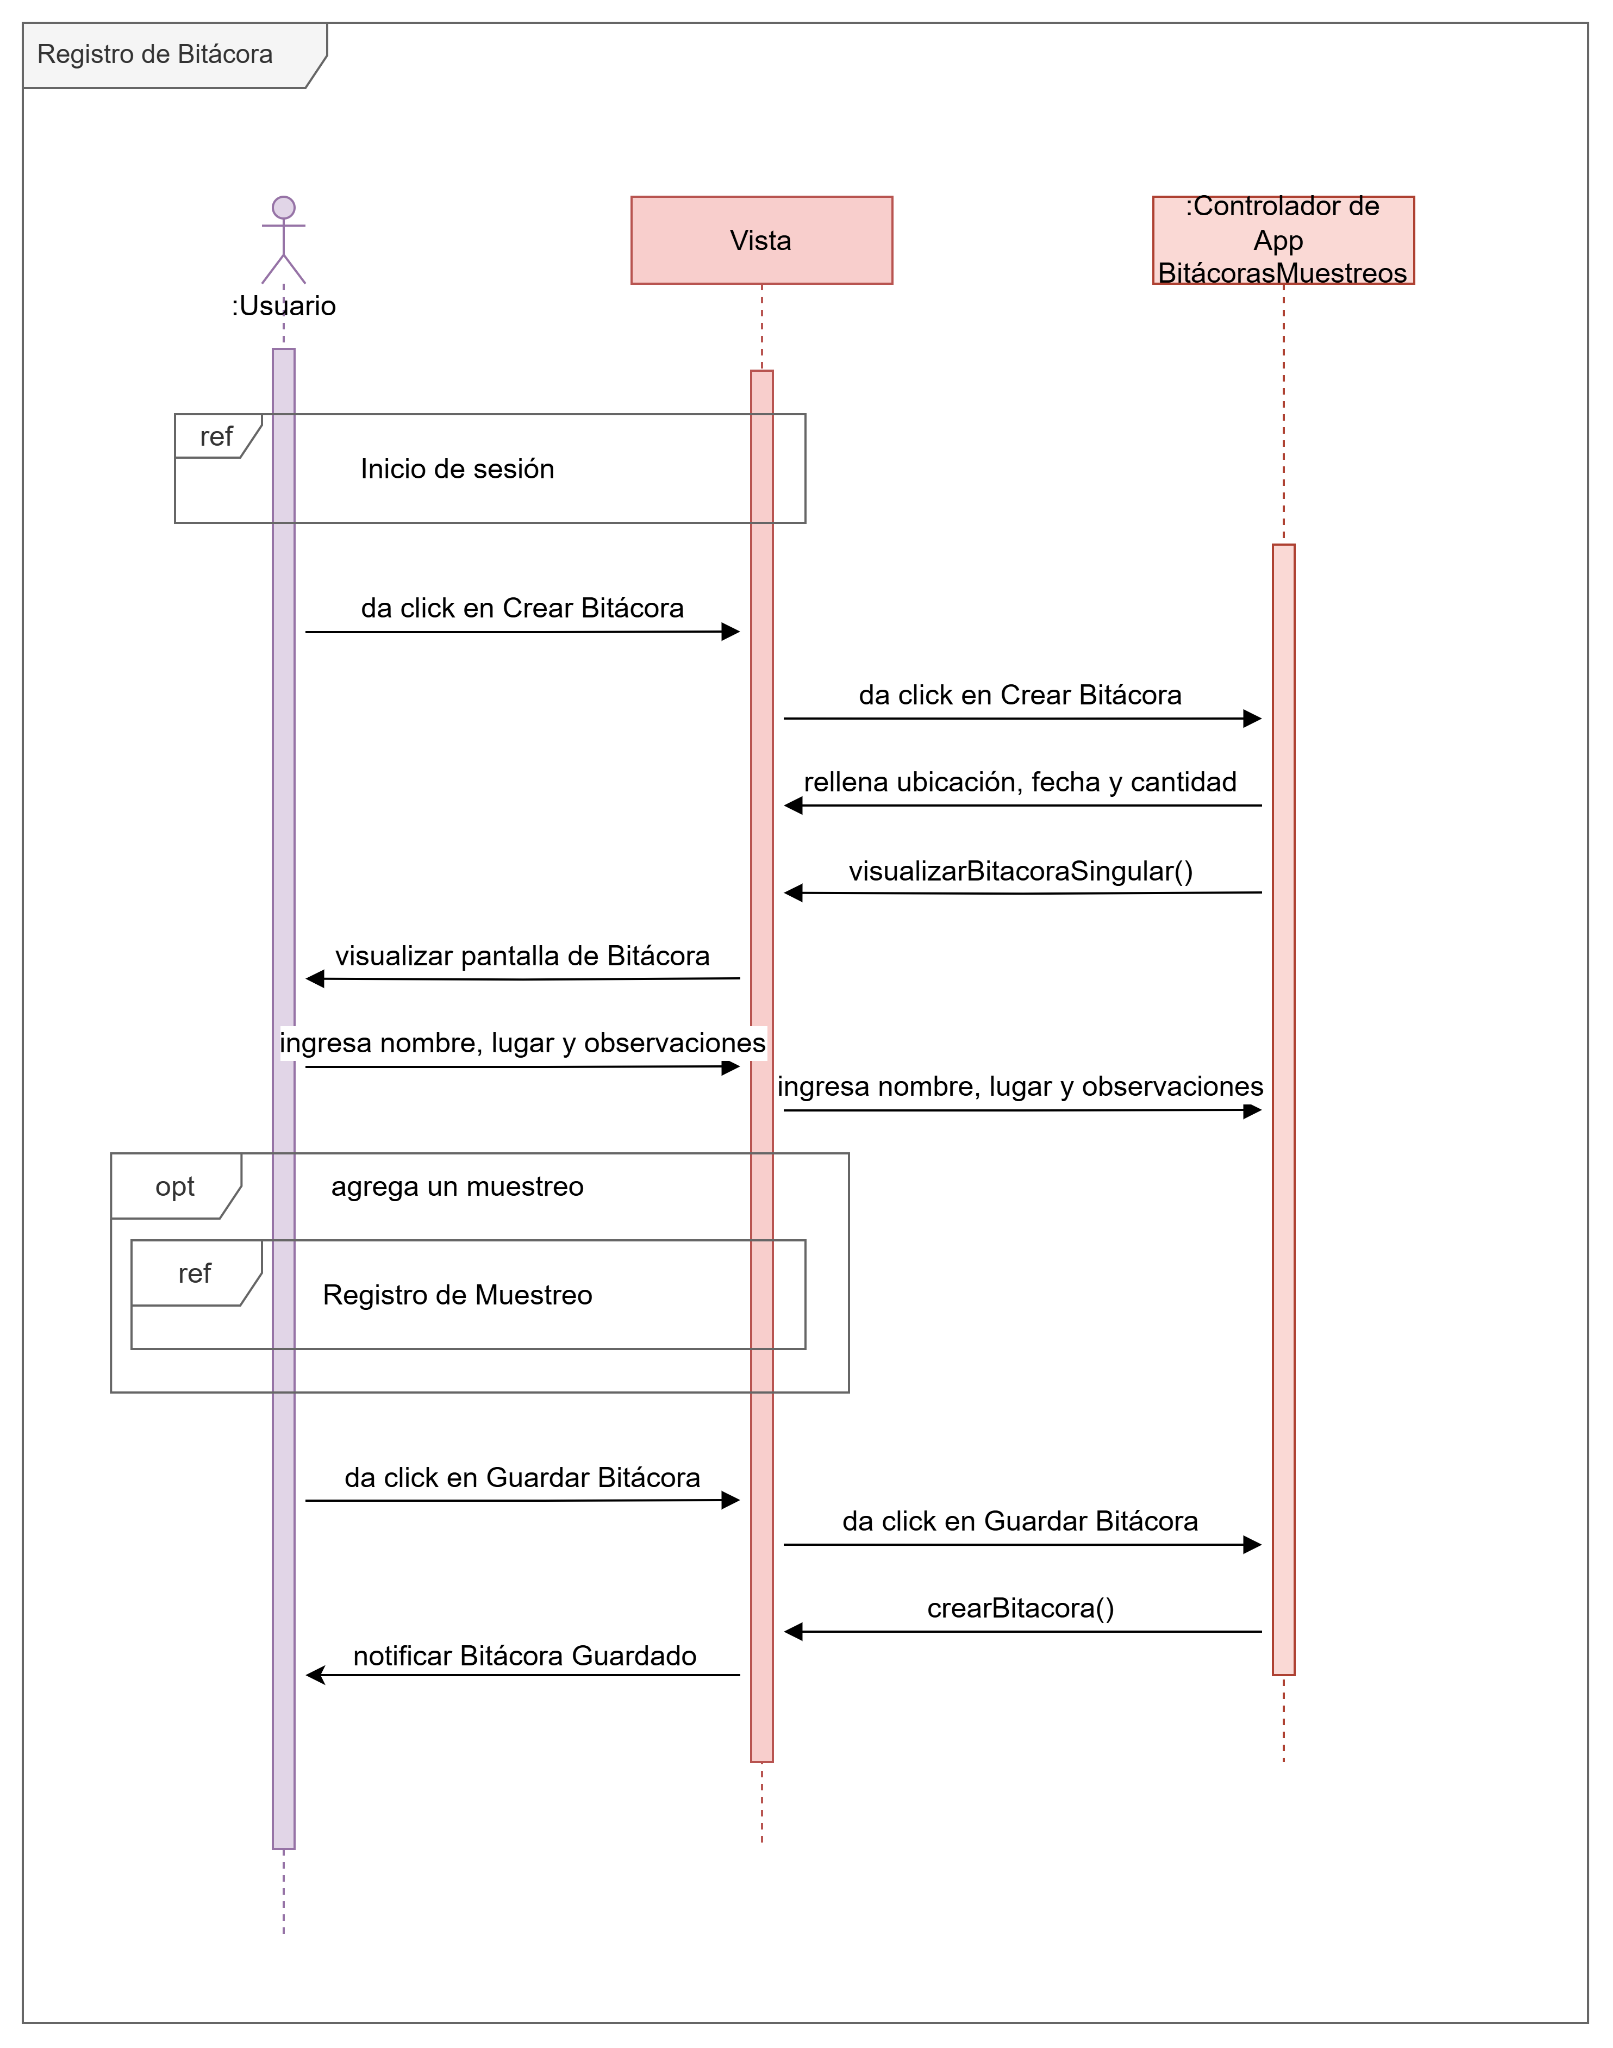 Registro de Bitácora
:Usuario
Vista
:Controlador de
App
BitácorasMuestreos
ref
Inicio de sesión
da click en Crear Bitácora
da click en Crear Bitácora
rellena ubicación, fecha y cantidad
visualizarBitacoraSingular()
visualizar pantalla de Bitácora
ingresa nombre, lugar y observaciones
ingresa nombre, lugar y observaciones
opt
agrega un muestreo
ref
Registro de Muestreo
da click en Guardar Bitácora
da click en Guardar Bitácora
crearBitacora()
notificar Bitácora Guardado